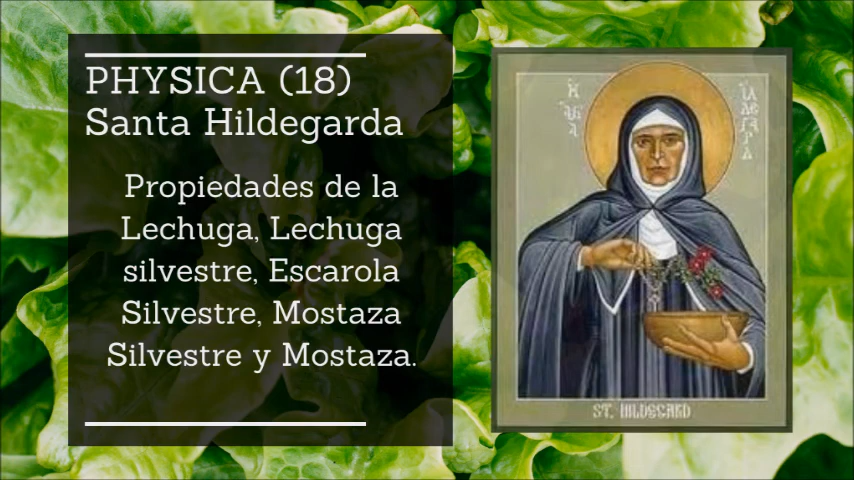 PHYSICA (18)
Santa Hildegarda
Propiedades de la
Lechuga, Lechuga
silvestre, Escarola
Silvestre, Mostaza
Silvestre y Mostaza.
ST. HILDEGARD